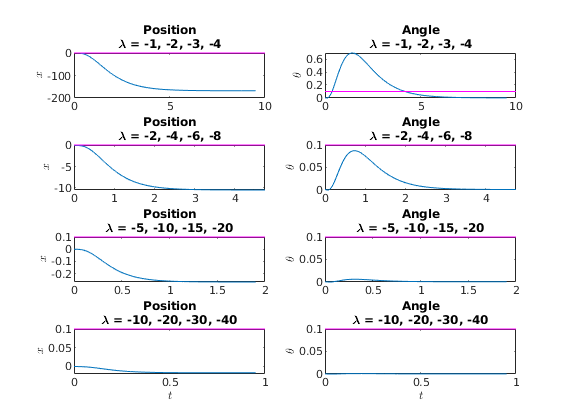 Position
λ = -1, -2, -3, -4
0
-100
-200
x
0
5
10
Angle
λ = -1, -2, -3, -4
0.6
0.4
0.2
0
θ
0
5
10
Position
λ = -2, -4, -6, -8
0
-5
-10
x
0
1
2
3
4
Angle
λ = -2, -4, -6, -8
0.1
0.05
0
θ
0
1
2
3
4
Position
λ = -5, -10, -15, -20
0.1
0
-0.1
-0.2
x
0
0.5
1
1.5
2
Angle
λ = -5, -10, -15, -20
0.1
0.05
0
θ
0
0.5
1
1.5
2
Position
λ = -10, -20, -30, -40
0.1
0.05
0
x
0
0.5
1
t
Angle
λ = -10, -20, -30, -40
0.1
0.05
0
θ
0
0.5
1
t